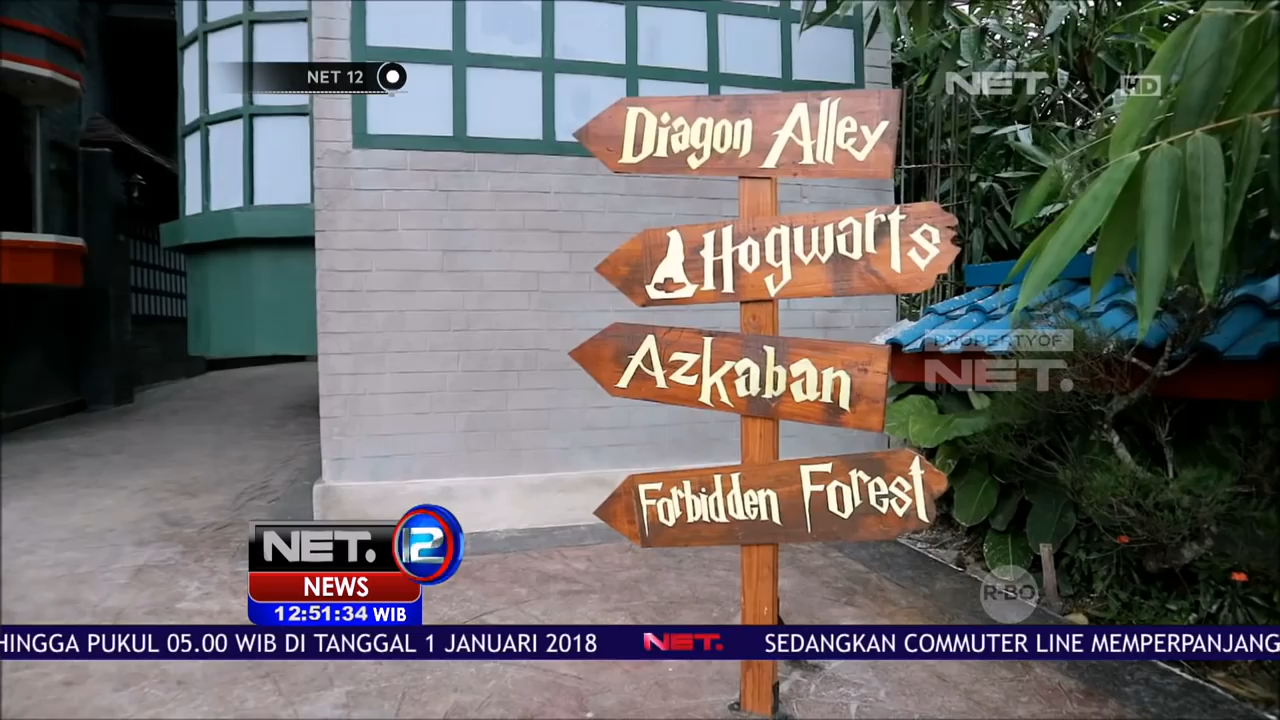 NET 12
NET. HD
Diagon Alley
Hogwarts
PROPERTY OF
NET.
Azkaban
Forbidden Forest
NET. 12
NEWS
12:51:34 WIB
R-BO
HINGGA PUKUL 05.00 WIB DI TANGGAL 1 JANUARI 2018 NET. SEDANGKAN COMMUTER LINE MEMPERPANJANG